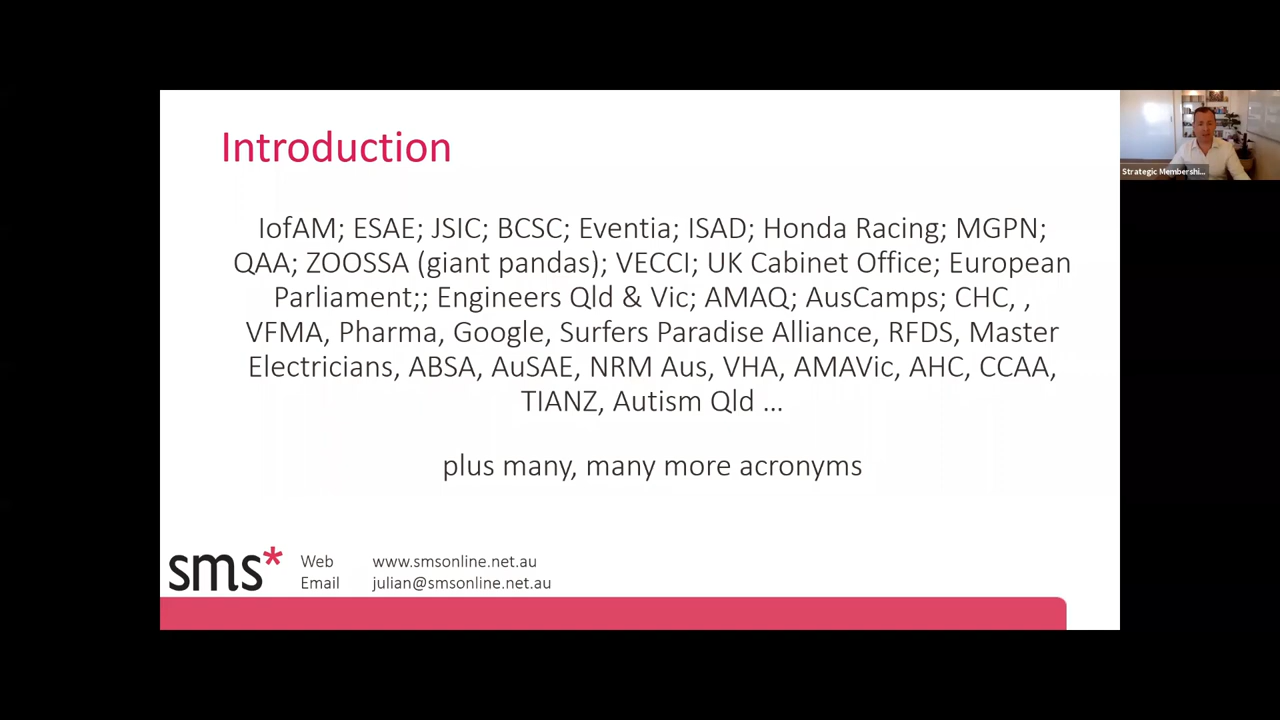 Introduction
IofAM; ESAE; JSIC; BCSC; Eventia; ISAD; Honda Racing; MGPN;
QAA; ZOOSSA (giant pandas); VECCI; UK Cabinet Office; European
Parliament;; Engineers Qld & Vic; AMAQ; AusCamps; CHC, ,
VFMA, Pharma, Google, Surfers Paradise Alliance, RFDS, Master
Electricians, ABSA, AuSAE, NRM Aus, VHA, AMAVic, AHC, CCAA,
TIANZ, Autism Qld ...
plus many, many more acronyms
sms*
Web www.smsonline.net.au
Email julian@smsonline.net.au
Strategic Membershi...